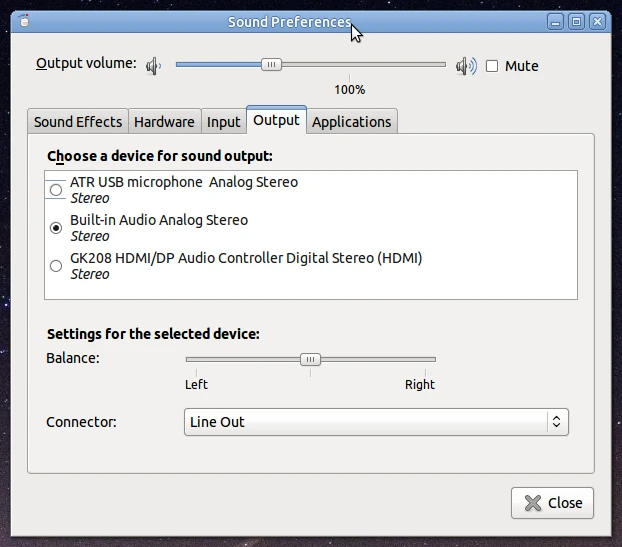 Sound Preferences
Output volume:
Mute
100%
Sound Effects Hardware Input Output Applications
Choose a device for sound output:
ATR USB microphone Analog Stereo
Stereo
Built-in Audio Analog Stereo
Stereo
GK208 HDMI/DP Audio Controller Digital Stereo (HDMI)
Stereo
Settings for the selected device:
Balance:
Left Right
Connector: Line Out
Close